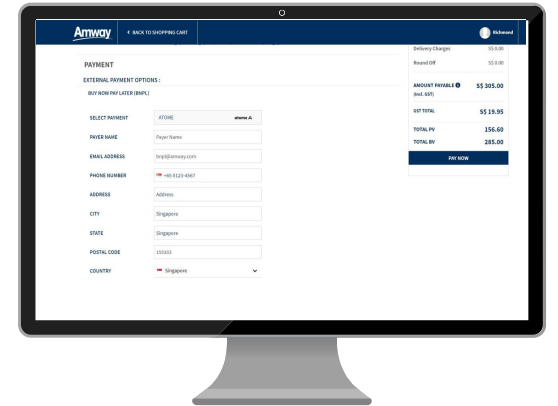 Amway
BACK TO SHOPPING CART
Richmond
PAYMENT
EXTERNAL PAYMENT OPTIONS :
BUY NOW PAY LATER (BNPL)
SELECT PAYMENT ATOME atome A
PAYER NAME Payer Name
EMAIL ADDRESS bnpl@amway.com
PHONE NUMBER +65 9123-4567
ADDRESS Address
CITY Singapore
STATE Singapore
POSTAL CODE 159333
COUNTRY Singapore
Delivery Charges S$ 0.00
Round Off S$ 0.00
AMOUNT PAYABLE S$ 305.00
(incl. GST)
GST TOTAL S$ 19.95
TOTAL PV 156.60
TOTAL BV 285.00
PAY NOW